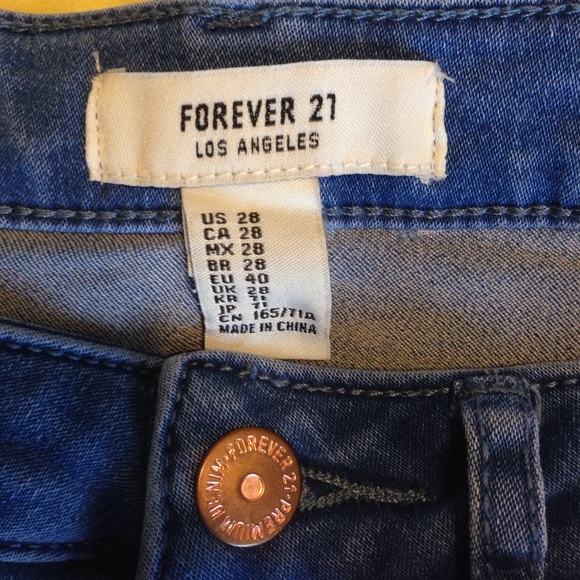 FOREVER 21
LOS ANGELES
US 28
CA 28
MX 28
BR 28
EU 40
UK 28
KR 71
JP 71
CN 165/71A
MADE IN CHINA
FOREVER 21 • PREMIUM DENIM •